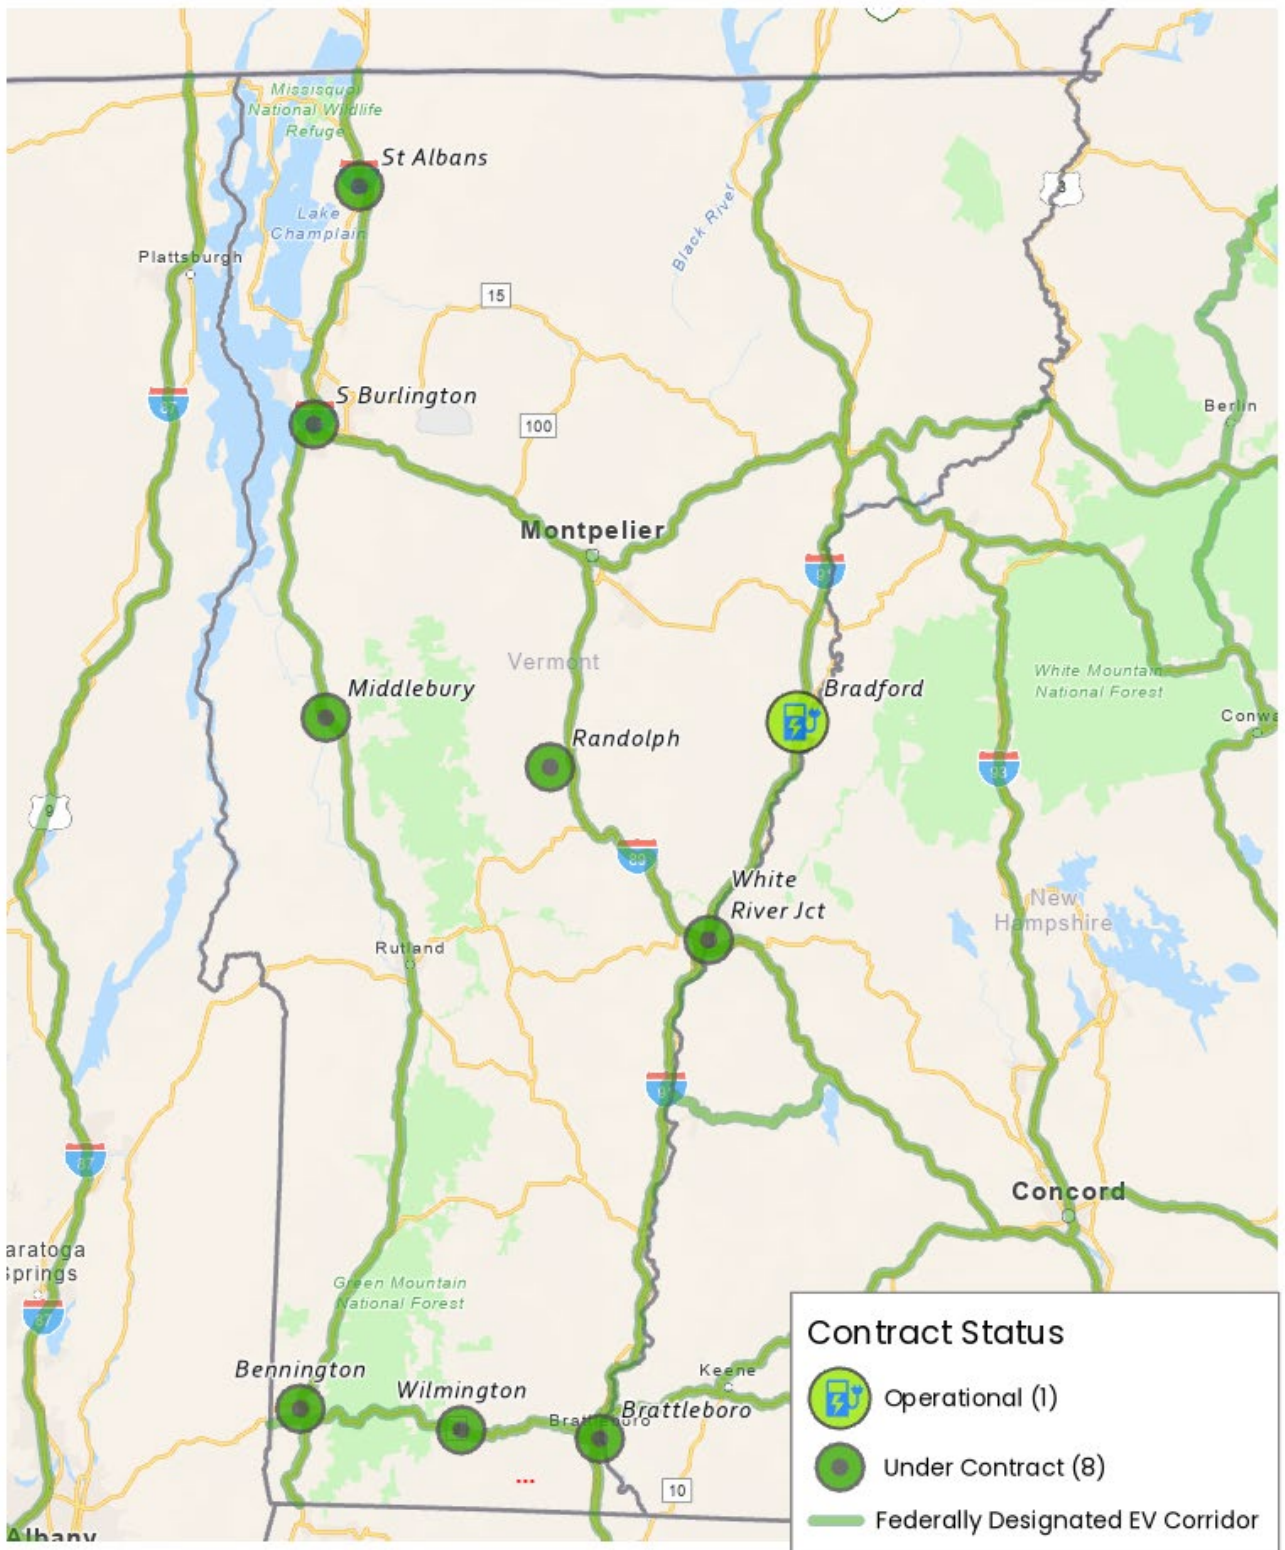 Missisquoi
National Wildlife
Refuge
St Albans
3
Lake
Champlain
Black River
Plattsburgh
15
87
S Burlington
Berlin
100
Montpelier
91
Vermont
White Mountain
National Forest
Middlebury
Bradford
Conwa
Randolph
93
9
89
White
River Jct
New
Hampshire
Rutland
91
87
Concord
aratoga
Springs
Green Mountain
National Forest
87
Bennington
Wilmington
Keene
Brattleboro
Brattleboro
...
10
Albany
Contract Status
Operational (1)
Under Contract (8)
Federally Designated EV Corridor